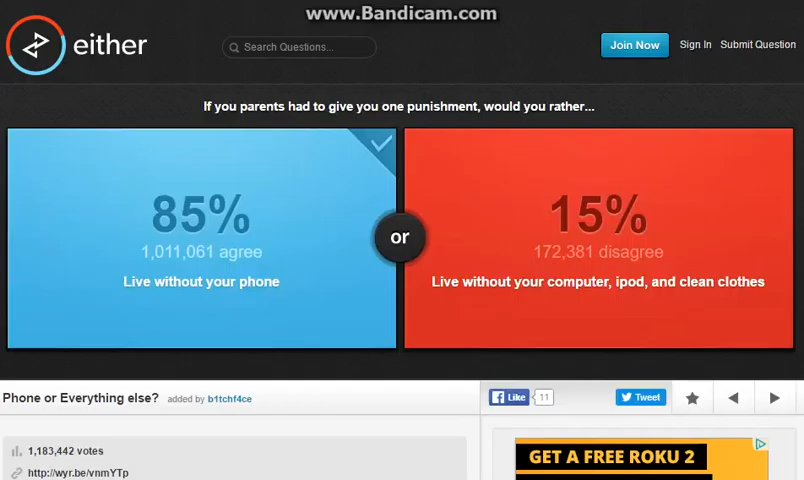 www.Bandicam.com
either
Search Questions...
Join Now
Sign In
Submit Question
If you parents had to give you one punishment, would you rather...
85%
1,011,061 agree
Live without your phone
or
15%
172,381 disagree
Live without your computer, ipod, and clean clothes
Phone or Everything else? added by b1tchf4ce
Like 11
Tweet
1,183,442 votes
http://wyr.be/vnmYTp
GET A FREE ROKU 2